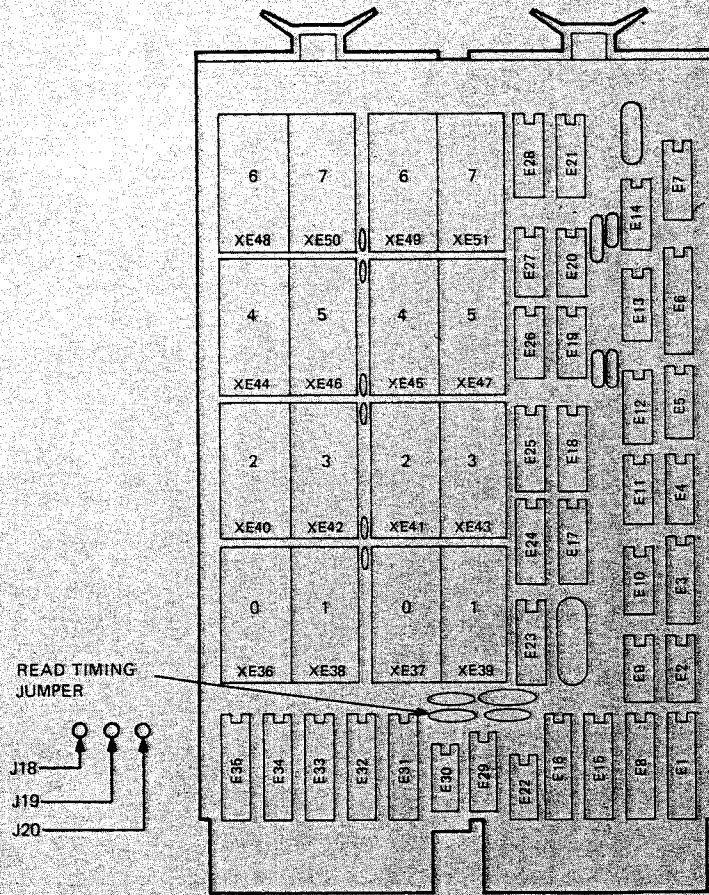 E28
E21
E7
6
7
6
7
E14
XE48
XE50
XE49
XE51
E27
E20
E13
E6
4
5
4
5
E26
E19
XE44
XE46
XE45
XE47
E12
E5
E25
E18
2
3
2
3
E11
E4
XE40
XE42
XE41
XE43
E24
E17
E10
E3
0
1
0
1
E23
XE36
XE38
XE37
XE39
E9
E2
READ TIMING
JUMPER
J18
J19
J20
E35
E34
E33
E32
E31
E30
E29
E22
E16
E15
E8
E1